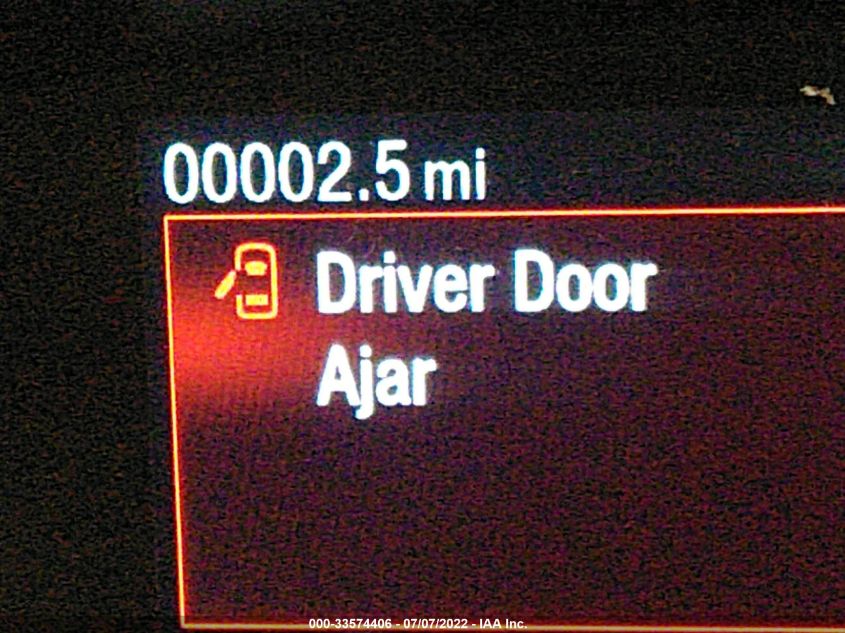 00002.5 mi
Driver Door
Ajar
000-33574406 - 07/07/2022 - IAA Inc.